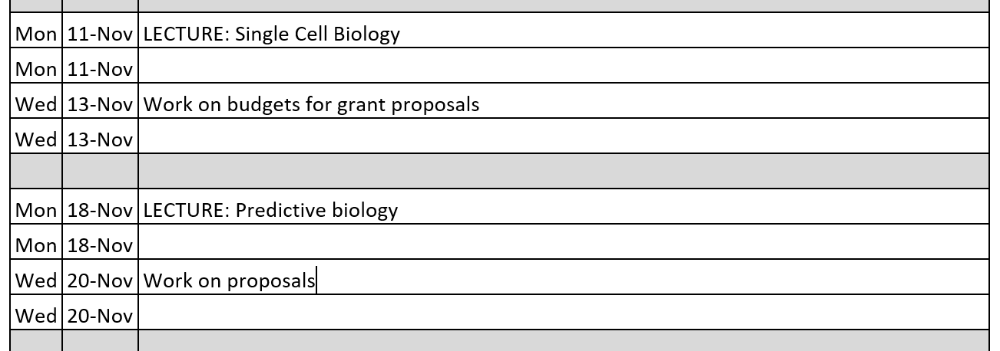 Mon 11-Nov LECTURE: Single Cell Biology
Mon 11-Nov
Wed 13-Nov Work on budgets for grant proposals
Wed 13-Nov
Mon 18-Nov LECTURE: Predictive biology
Mon 18-Nov
Wed 20-Nov Work on proposals
Wed 20-Nov